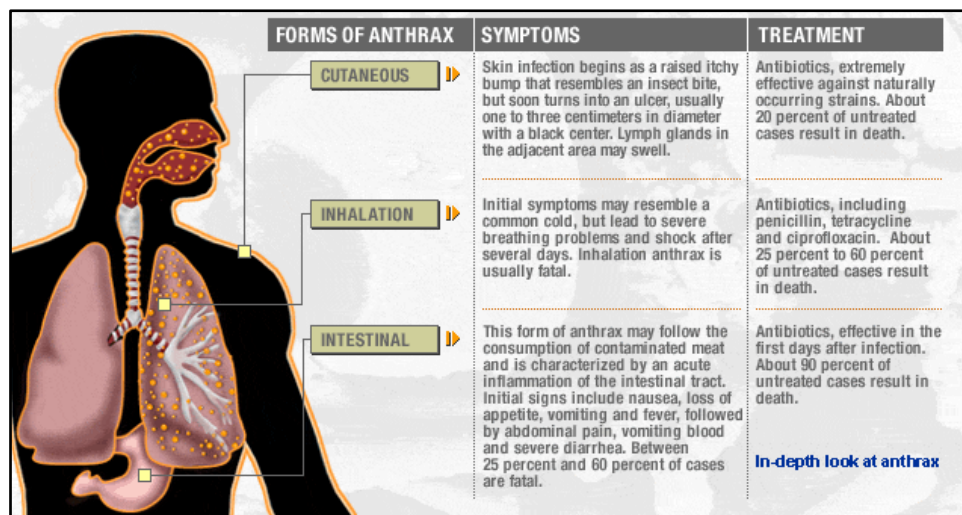 FORMS OF ANTHRAX
SYMPTOMS
TREATMENT
CUTANEOUS
Skin infection begins as a raised itchy
bump that resembles an insect bite,
but soon turns into an ulcer, usually
one to three centimeters in diameter
with a black center. Lymph glands in
the adjacent area may swell.
Antibiotics, extremely
effective against naturally
occurring strains. About
20 percent of untreated
cases result in death.
INHALATION
Initial symptoms may resemble a
common cold, but lead to severe
breathing problems and shock after
several days. Inhalation anthrax is
usually fatal.
Antibiotics, including
penicillin, tetracycline
and ciprofloxacin. About
25 percent to 60 percent
of untreated cases result
in death.
INTESTINAL
This form of anthrax may follow the
consumption of contaminated meat
and is characterized by an acute
inflammation of the intestinal tract.
Initial signs include nausea, loss of
appetite, vomiting and fever, followed
by abdominal pain, vomiting blood
and severe diarrhea. Between
25 percent and 60 percent of cases
are fatal.
Antibiotics, effective in the
first days after infection.
About 90 percent of
untreated cases result in
death.
In-depth look at anthrax